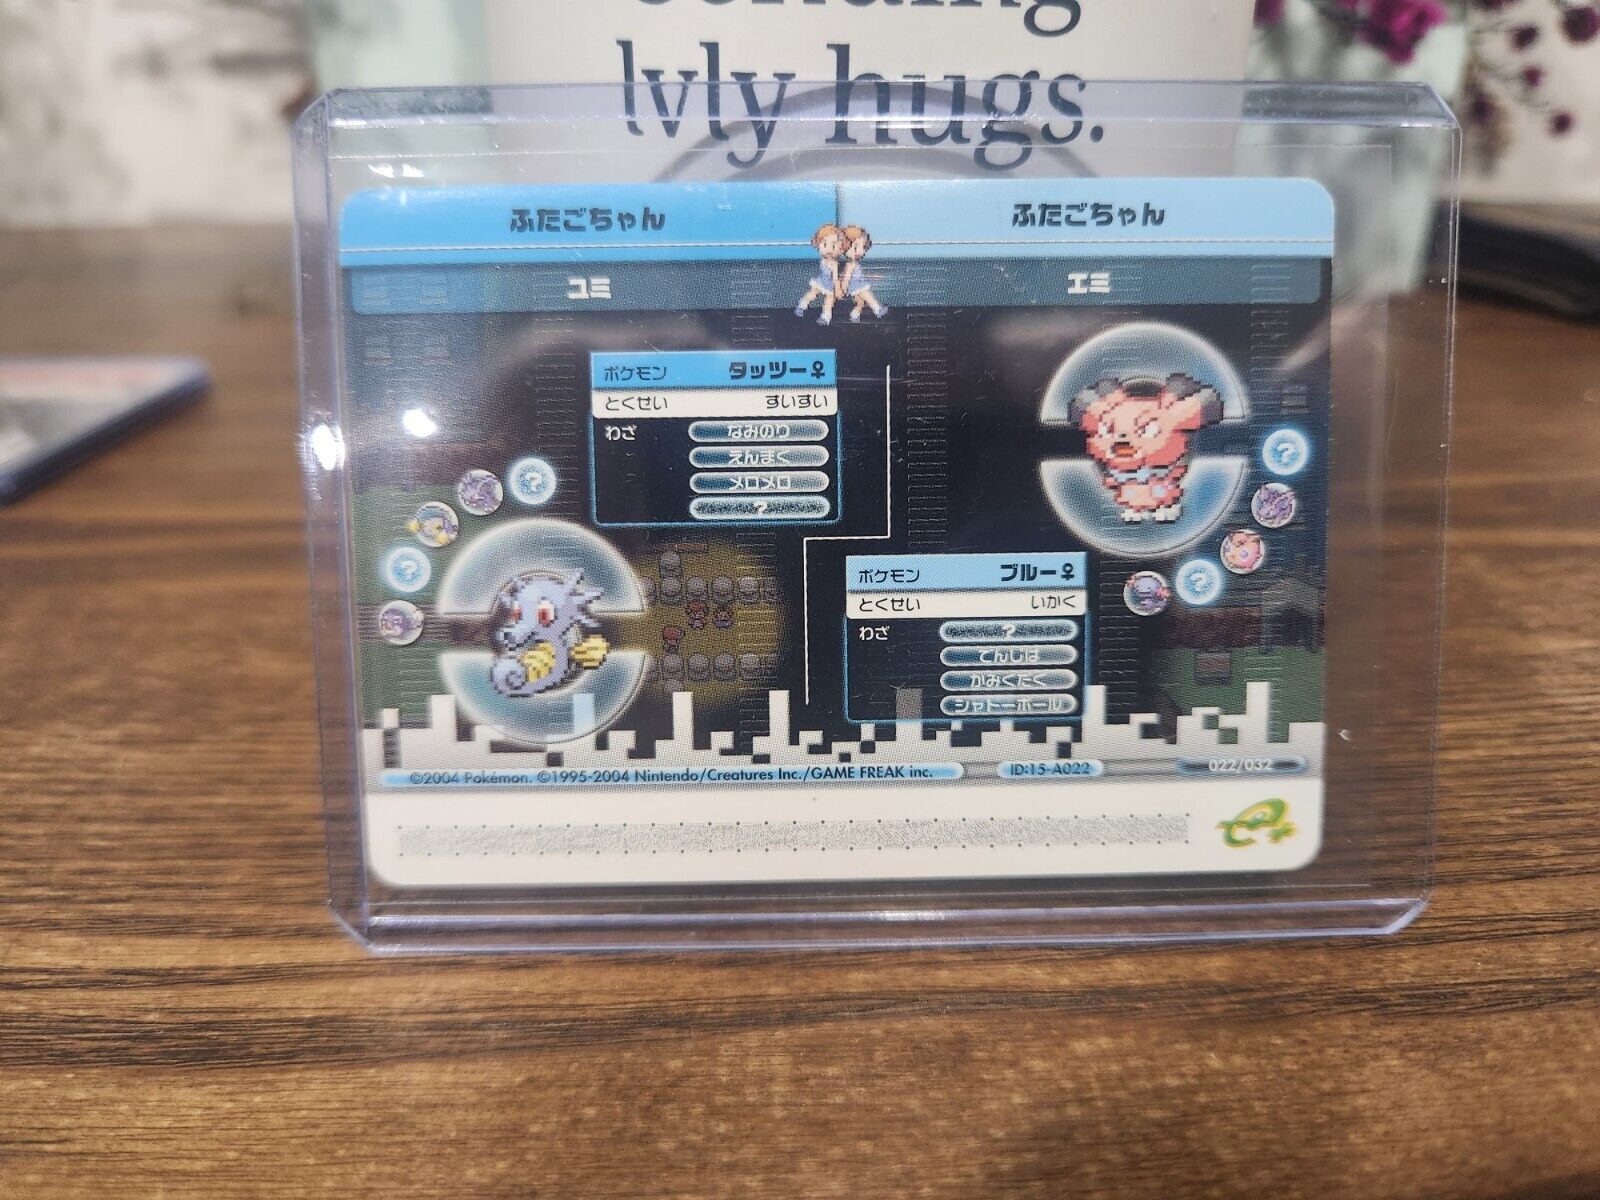 lvly hugs.
ふたごちゃん
ふたごちゃん
ユミ
エミ
ポケモン タッツー♀
とくせい すいすい
わざ なみのり
えんまく
メロメロ
?
ポケモン ブルー♀
とくせい いかく
わざ ?
でんじは
かみくだく
シャドーボール
?
?
?
?
©2004 Pokémon. ©1995-2004 Nintendo/Creatures Inc./GAME FREAK inc.
ID:15-A022
022/032
e+